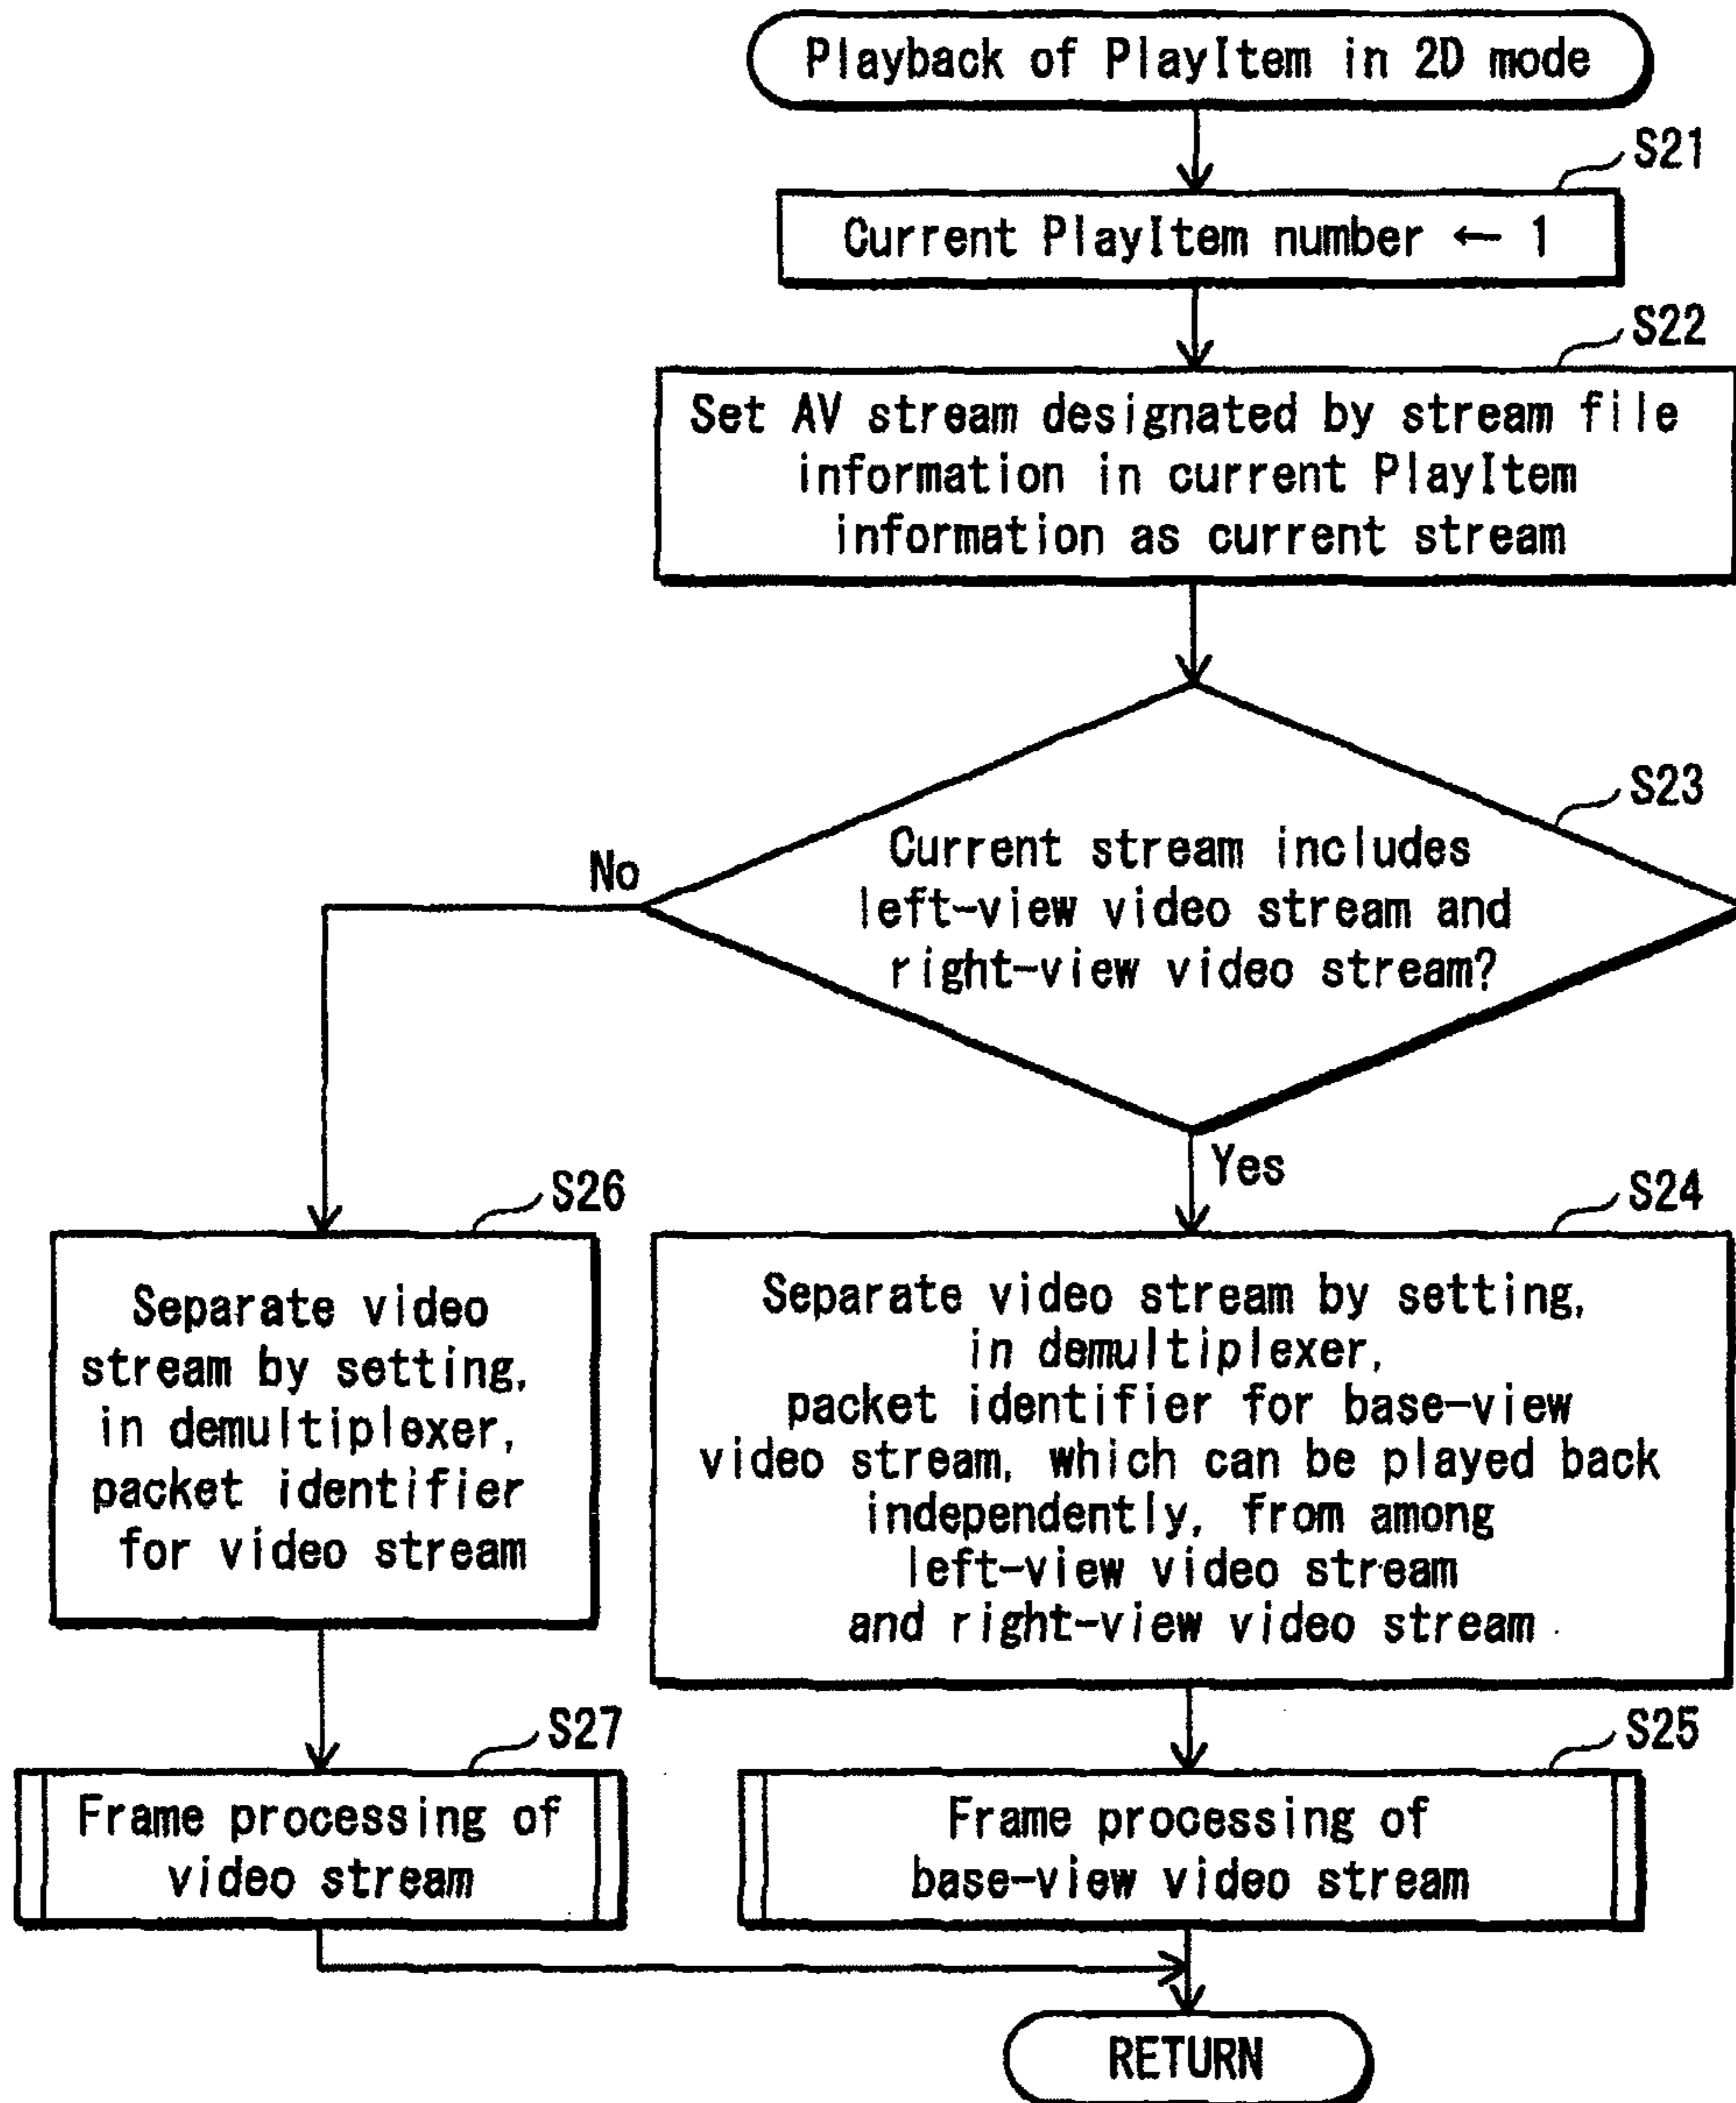 Playback of PlayItem in 2D mode
S21
Current PlayItem number ← 1
S22
Set AV stream designated by stream file
information in current PlayItem
information as current stream
S23
Current stream includes
left-view video stream and
right-view video stream?
No
Yes
S26
Separate video
stream by setting,
in demultiplexer,
packet identifier
for video stream
S24
Separate video stream by setting,
in demultiplexer,
packet identifier for base-view
video stream, which can be played back
independently, from among
left-view video stream
and right-view video stream
S27
Frame processing of
video stream
S25
Frame processing of
base-view video stream
RETURN